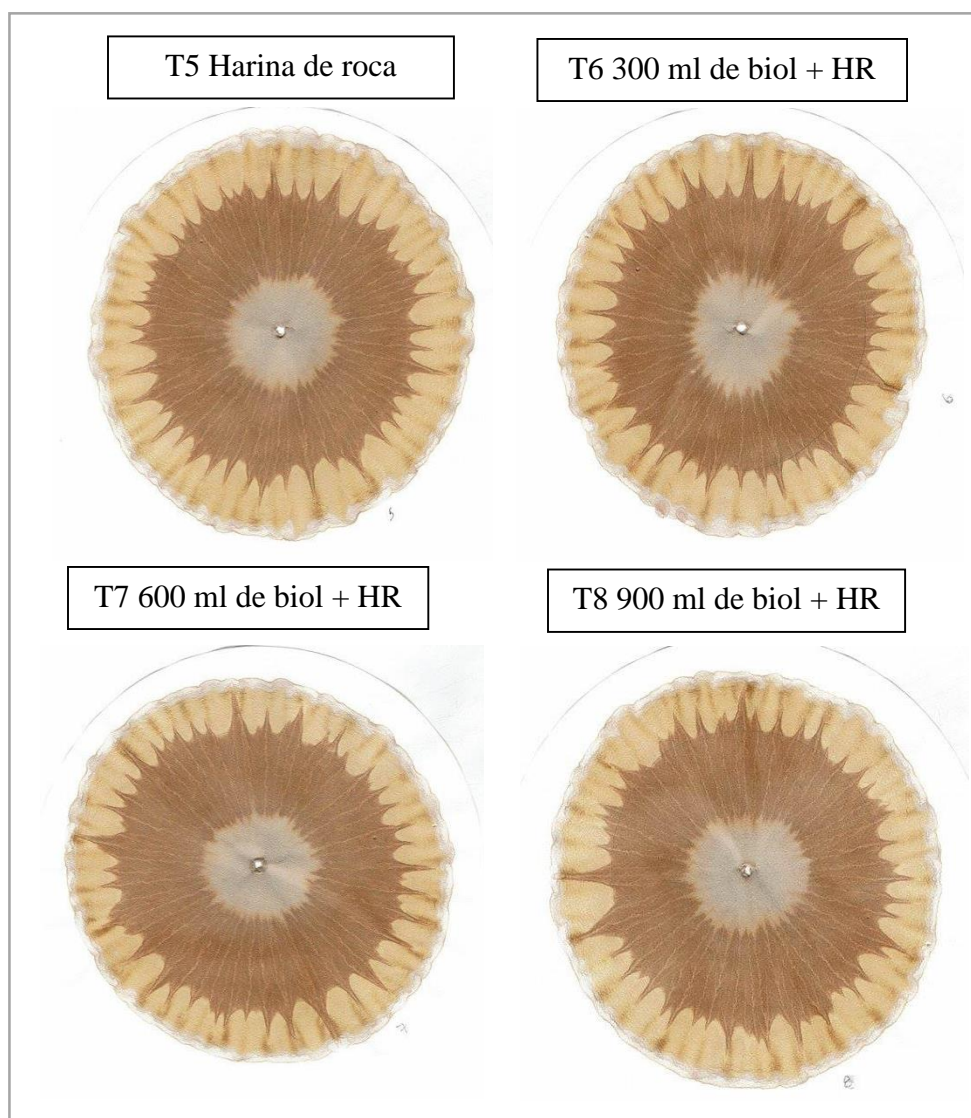 T5 Harina de roca
T6 300 ml de biol + HR
5
6
T7 600 ml de biol + HR
T8 900 ml de biol + HR
7
8